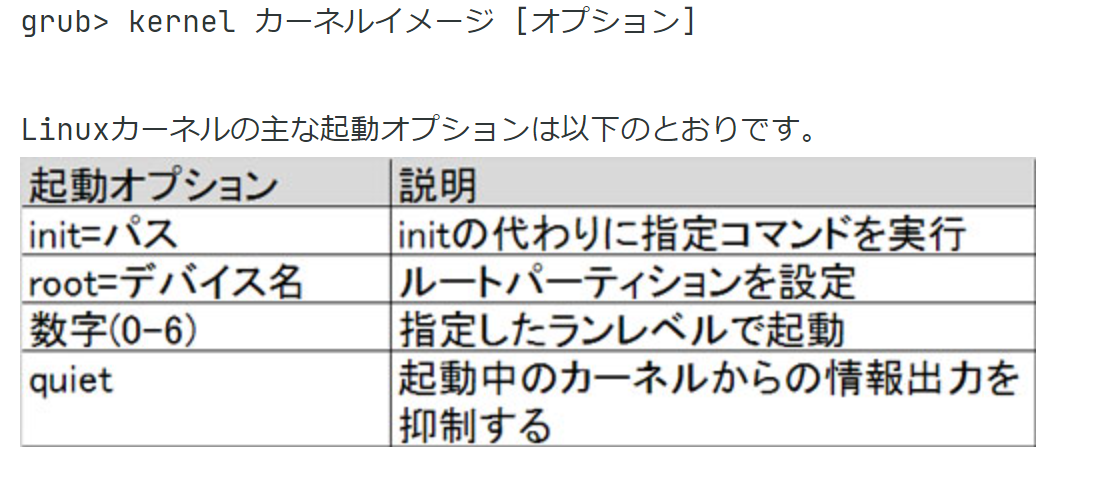 grub> kernel カーネルイメージ [オプション]
Linuxカーネルの主な起動オプションは以下のとおりです。
起動オプション 説明
init=パス initの代わりに指定コマンドを実行
root=デバイス名 ルートパーティションを設定
数字(0-6) 指定したランレベルで起動
quiet 起動中のカーネルからの情報出力を
抑制する